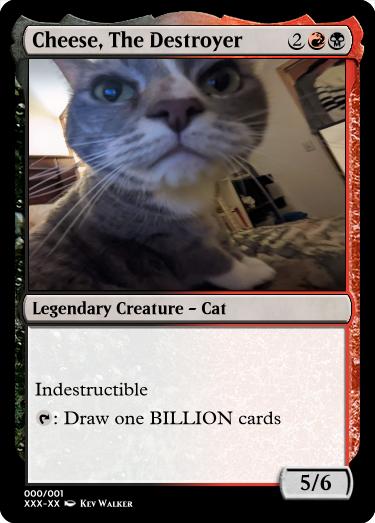 Cheese, The Destroyer 2
Legendary Creature – Cat
Indestructible
: Draw one BILLION cards
5/6
000/001
XXX-XX Kev Walker